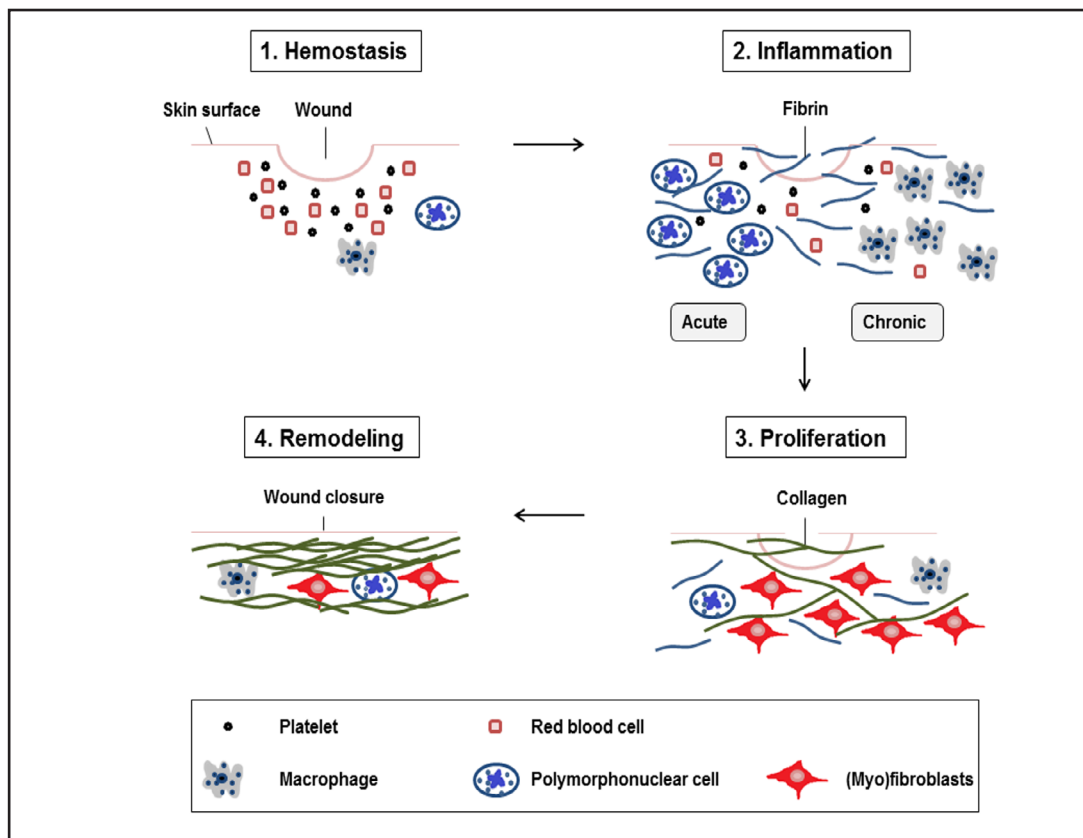 1. Hemostasis
2. Inflammation
Skin surface
Wound
Fibrin
Acute
Chronic
4. Remodeling
3. Proliferation
Wound closure
Collagen
Platelet
Red blood cell
Macrophage
Polymorphonuclear cell
(Myo)fibroblasts